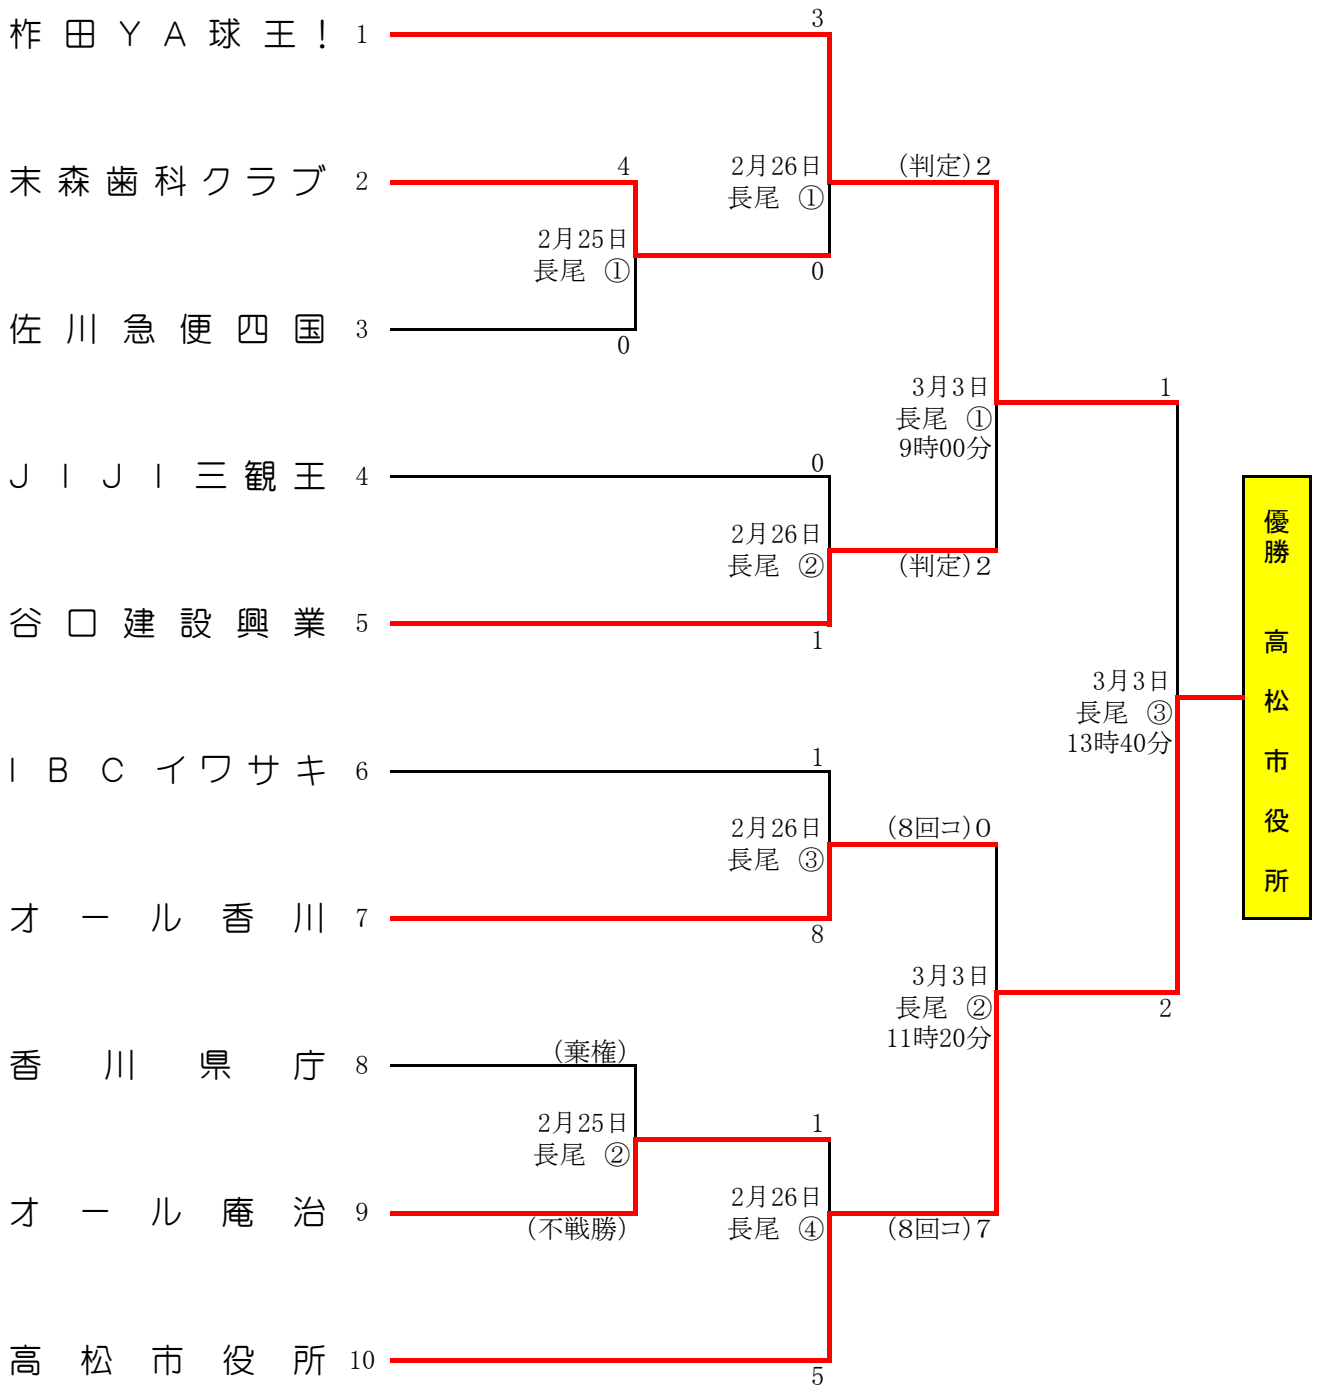 柞田ＹＡ球王！ 1
3
末森歯科クラブ 2
4
2月26日
長尾 ①
(判定)2
2月25日
長尾 ①
0
佐川急便四国 3
0
3月3日
長尾 ①
9時00分
1
ＪＩＪＩ三観王 4
0
2月26日
長尾 ②
(判定)2
谷口建設興業 5
1
3月3日
長尾 ③
13時40分
優勝 高松市役所
ＩＢＣイワサキ 6
1
2月26日
長尾 ③
(8回コ)0
オール香川 7
8
3月3日
長尾 ②
11時20分
2
香川県庁 8
(棄権)
2月25日
長尾 ②
1
オール庵治 9
(不戦勝)
2月26日
長尾 ④
(8回コ)7
高松市役所 10
5